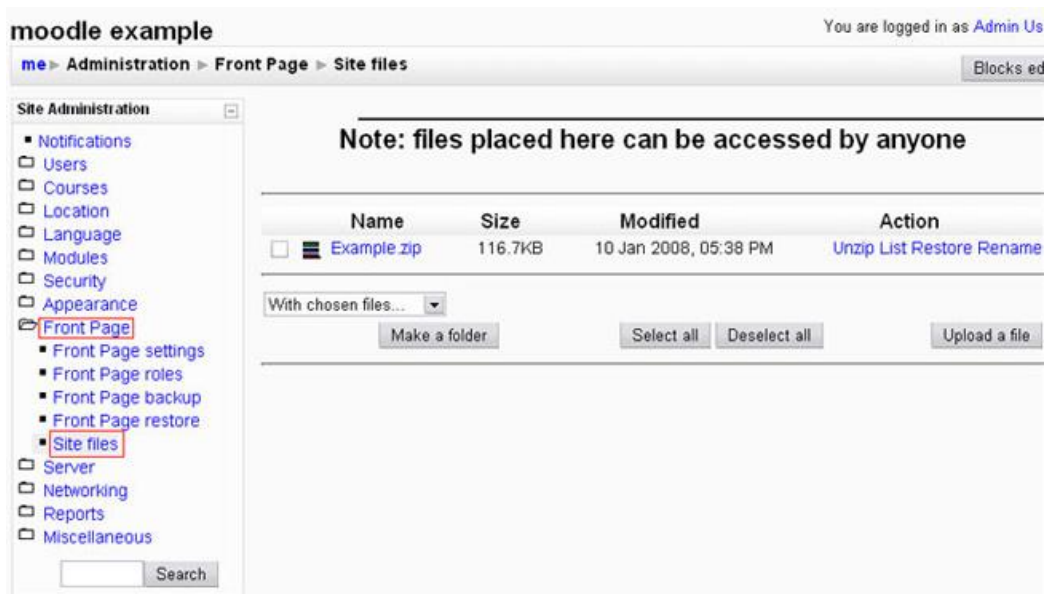 moodle example
You are logged in as Admin Us
me ► Administration ► Front Page ► Site files
Blocks ed
Site Administration
Notifications
Users
Courses
Location
Language
Modules
Security
Appearance
Front Page
Front Page settings
Front Page roles
Front Page backup
Front Page restore
Site files
Server
Networking
Reports
Miscellaneous
Search
Note: files placed here can be accessed by anyone
Name Size Modified Action
Example.zip 116.7KB 10 Jan 2008, 05:38 PM Unzip List Restore Rename
With chosen files...
Make a folder Select all Deselect all Upload a file